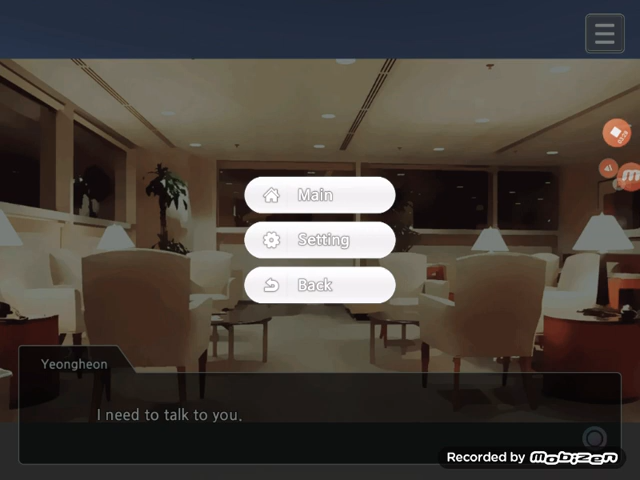 Main
Setting
Back
Yeongheon
I need to talk to you.
Recorded by Mobizen